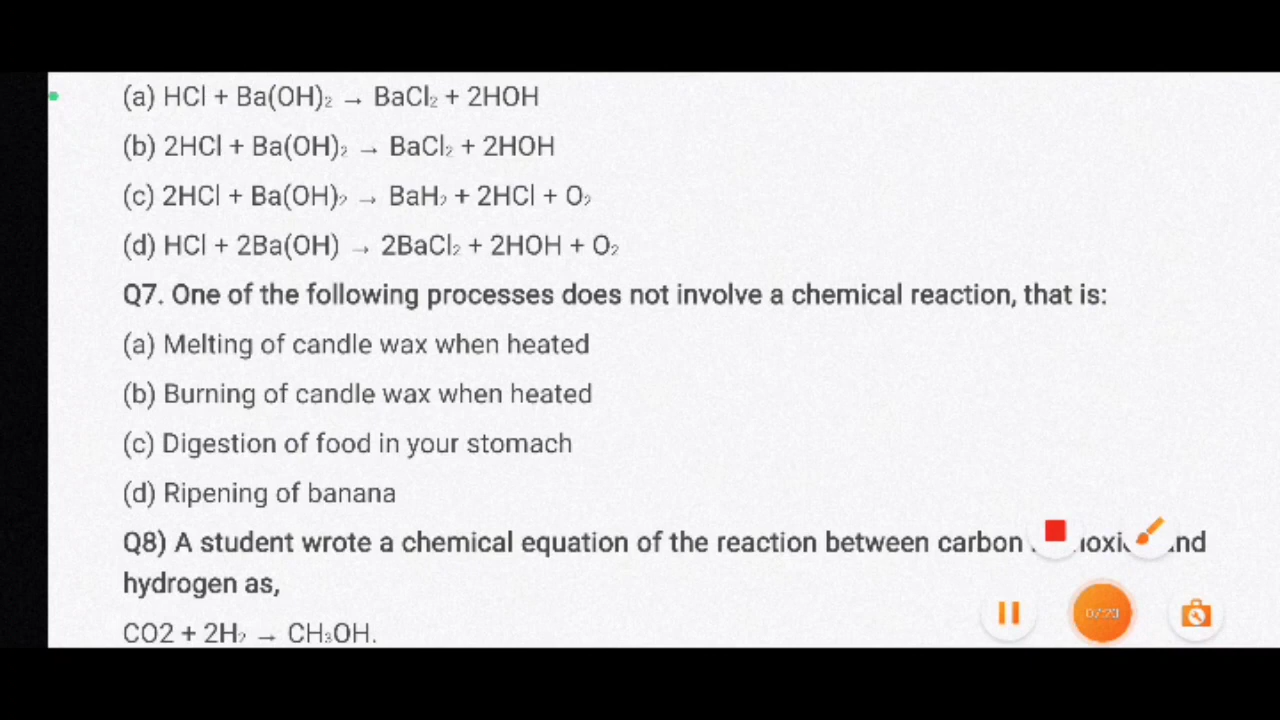 (a) HCl + Ba(OH)₂ → BaCl₂ + 2HOH
(b) 2HCl + Ba(OH)₂ → BaCl₂ + 2HOH
(c) 2HCl + Ba(OH)₂ → BaH₂ + 2HCl + O₂
(d) HCl + 2Ba(OH) → 2BaCl₂ + 2HOH + O₂
Q7. One of the following processes does not involve a chemical reaction, that is:
(a) Melting of candle wax when heated
(b) Burning of candle wax when heated
(c) Digestion of food in your stomach
(d) Ripening of banana
Q8) A student wrote a chemical equation of the reaction between carbon and
hydrogen as,
07:23
CO2 + 2H₂ → CH₃OH.